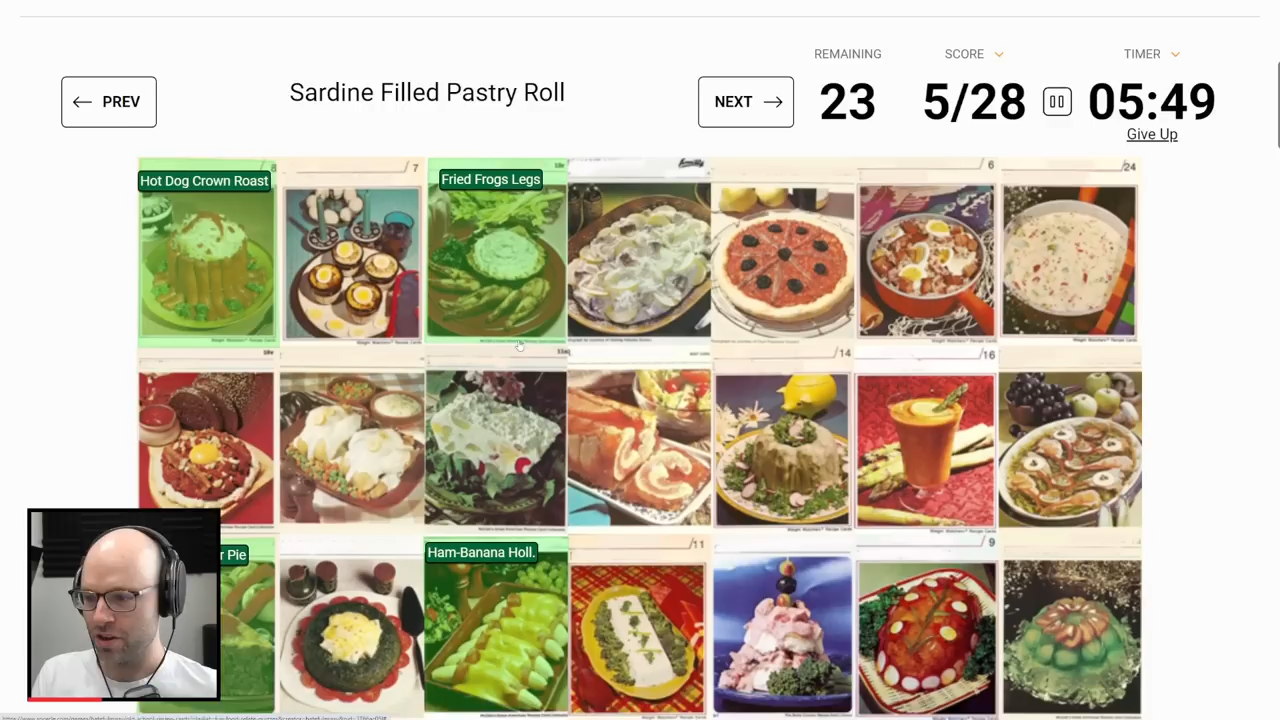 REMAINING
SCORE
TIMER
← PREV
Sardine Filled Pastry Roll
NEXT →
23
5/28
05:49
Give Up
Hot Dog Crown Roast
7
Fried Frogs Legs
6
/24
/14
/16
r Pie
Ham-Banana Holl.
/11
9